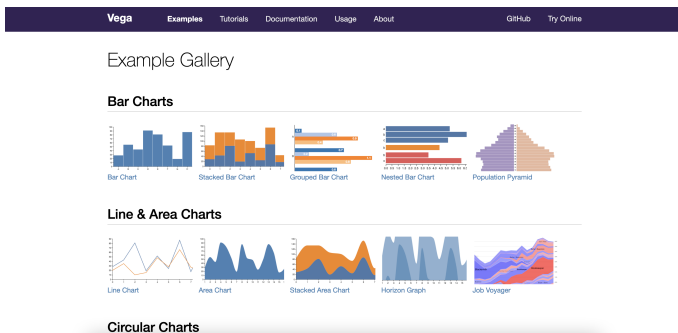 Vega Examples Tutorials Documentation Usage About GitHub Try Online
Example Gallery
Bar Charts
Bar Chart Stacked Bar Chart Grouped Bar Chart Nested Bar Chart Population Pyramid
Line & Area Charts
Line Chart Area Chart Stacked Area Chart Horizon Graph Job Voyager
Circular Charts